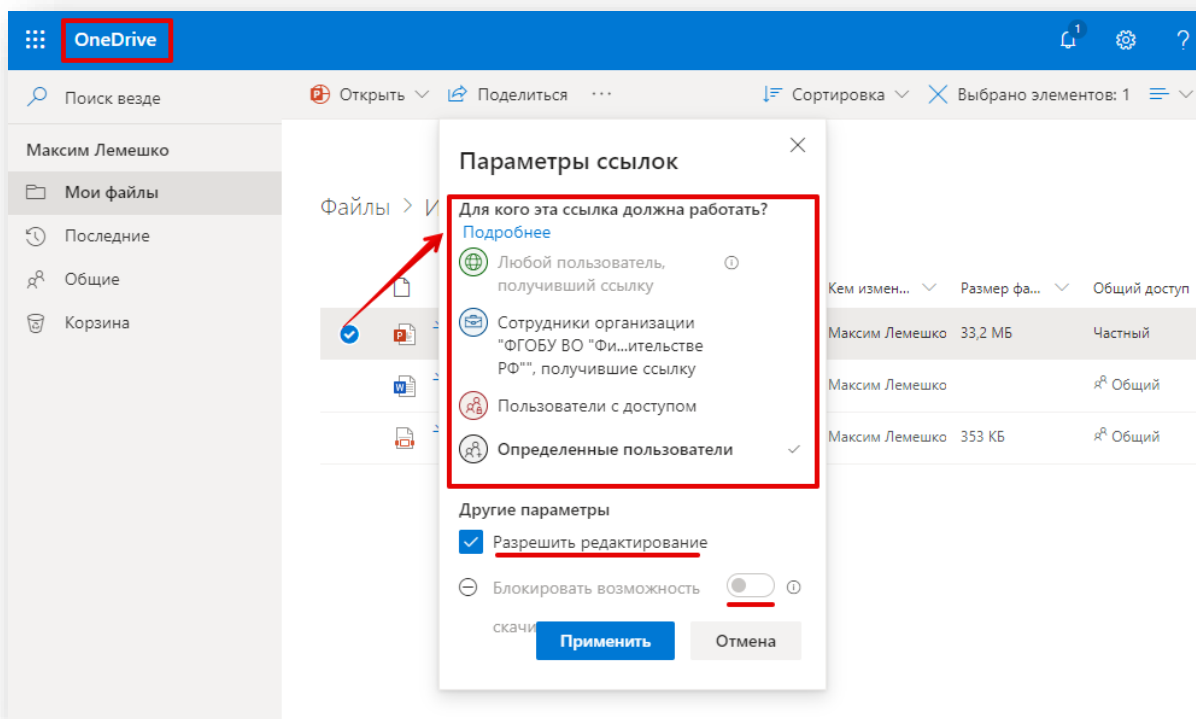 OneDrive
1
?
Поиск везде
Открыть
Поделиться
...
Сортировка
Выбрано элементов: 1
Максим Лемешко
Мои файлы
Последние
Общие
Корзина
Файлы > И
Параметры ссылок
Для кого эта ссылка должна работать?
Подробнее
Любой пользователь,
получивший ссылку
Сотрудники организации
"ФГОБУ ВО "Фи...ительстве
РФ"", получившие ссылку
Пользователи с доступом
Определенные пользователи
Другие параметры
Разрешить редактирование
Блокировать возможность
скачи
Применить
Отмена
Кем измен...
Размер фа...
Общий доступ
Максим Лемешко
33,2 МБ
Частный
Максим Лемешко
Общий
Максим Лемешко
353 КБ
Общий